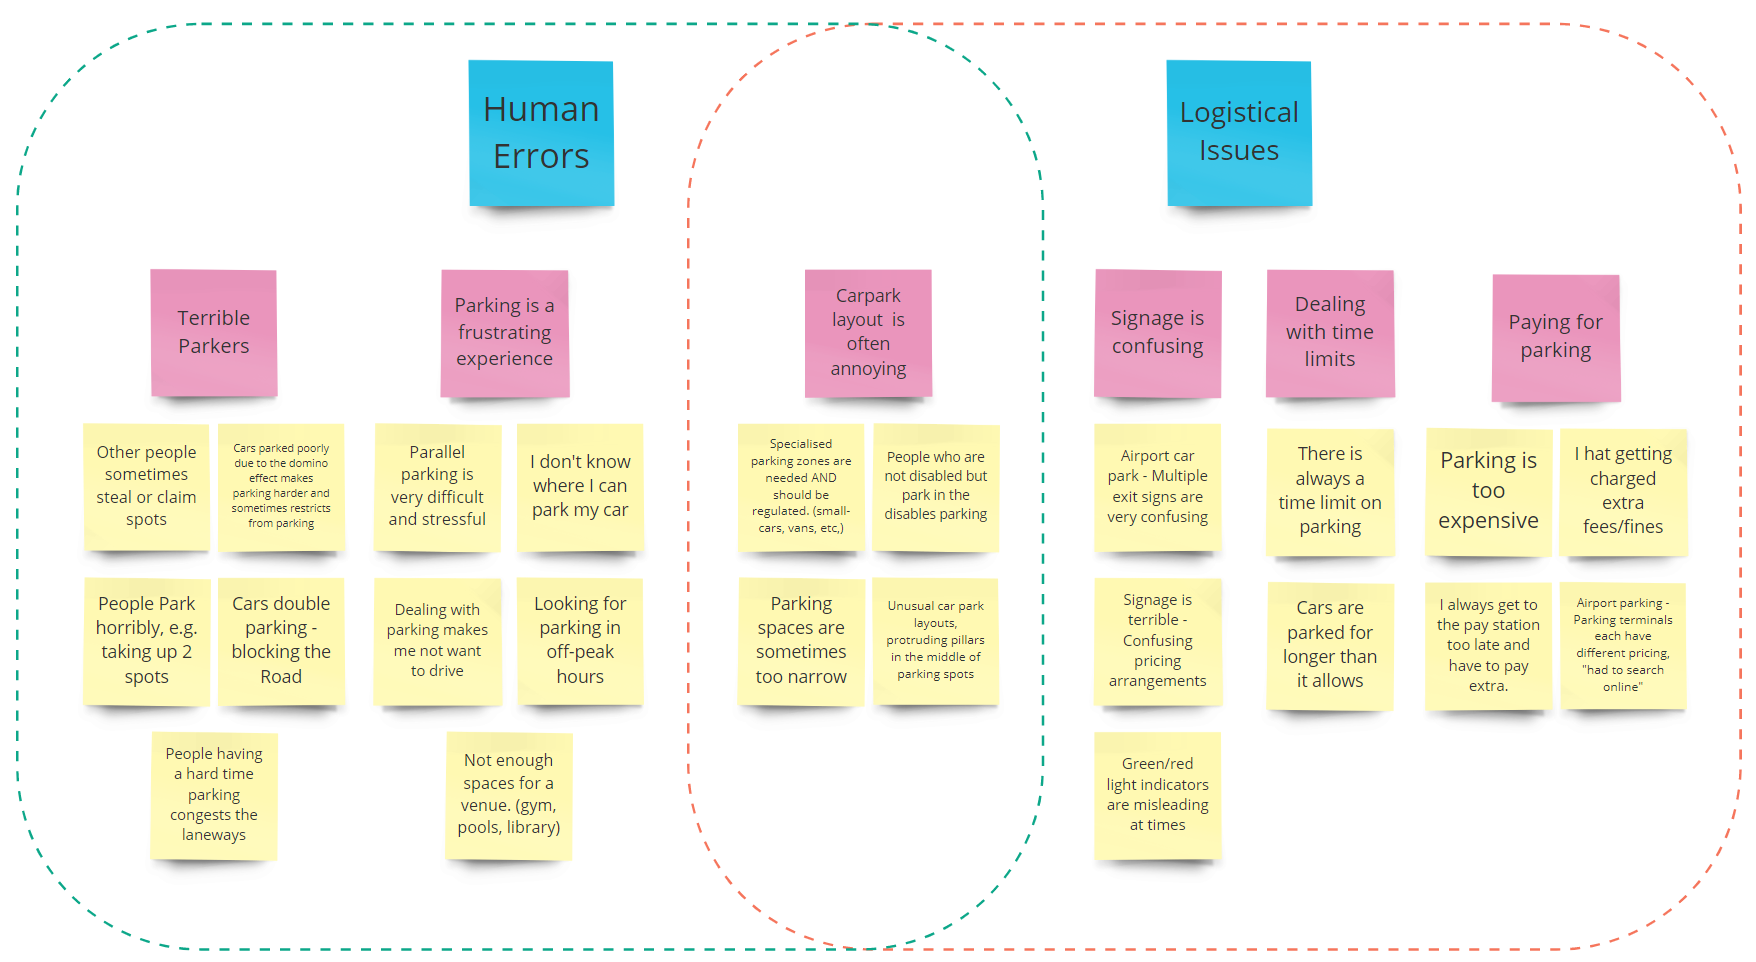 Human
Errors
Logistical
Issues
Terrible
Parkers
Parking is a
frustrating
experience
Carpark
layout is
often
annoying
Signage is
confusing
Dealing
with time
limits
Paying for
parking
Other people
sometimes
steal or claim
spots
Cars parked poorly
due to the domino
effect makes
parking harder and
sometimes restricts
from parking
Parallel
parking is
very difficult
and stressful
I don't know
where I can
park my car
Specialised
parking zones are
needed AND
should be
regulated. (small-
cars, vans, etc,)
People who are
not disabled but
park in the
disables parking
Airport car
park - Multiple
exit signs are
very confusing
There is
always a
time limit on
parking
Parking is
too
expensive
I hat getting
charged
extra
fees/fines
People Park
horribly, e.g.
taking up 2
spots
Cars double
parking -
blocking the
Road
Dealing with
parking makes
me not want
to drive
Looking for
parking in
off-peak
hours
Parking
spaces are
sometimes
too narrow
Unusual car park
layouts,
protruding pillars
in the middle of
parking spots
Signage is
terrible -
Confusing
pricing
arrangements
Cars are
parked for
longer than
it allows
I always get to
the pay station
too late and
have to pay
extra.
Airport parking -
Parking terminals
each have
different pricing,
"had to search
online"
People having
a hard time
parking
congests the
laneways
Not enough
spaces for a
venue. (gym,
pools, library)
Green/red
light indicators
are misleading
at times